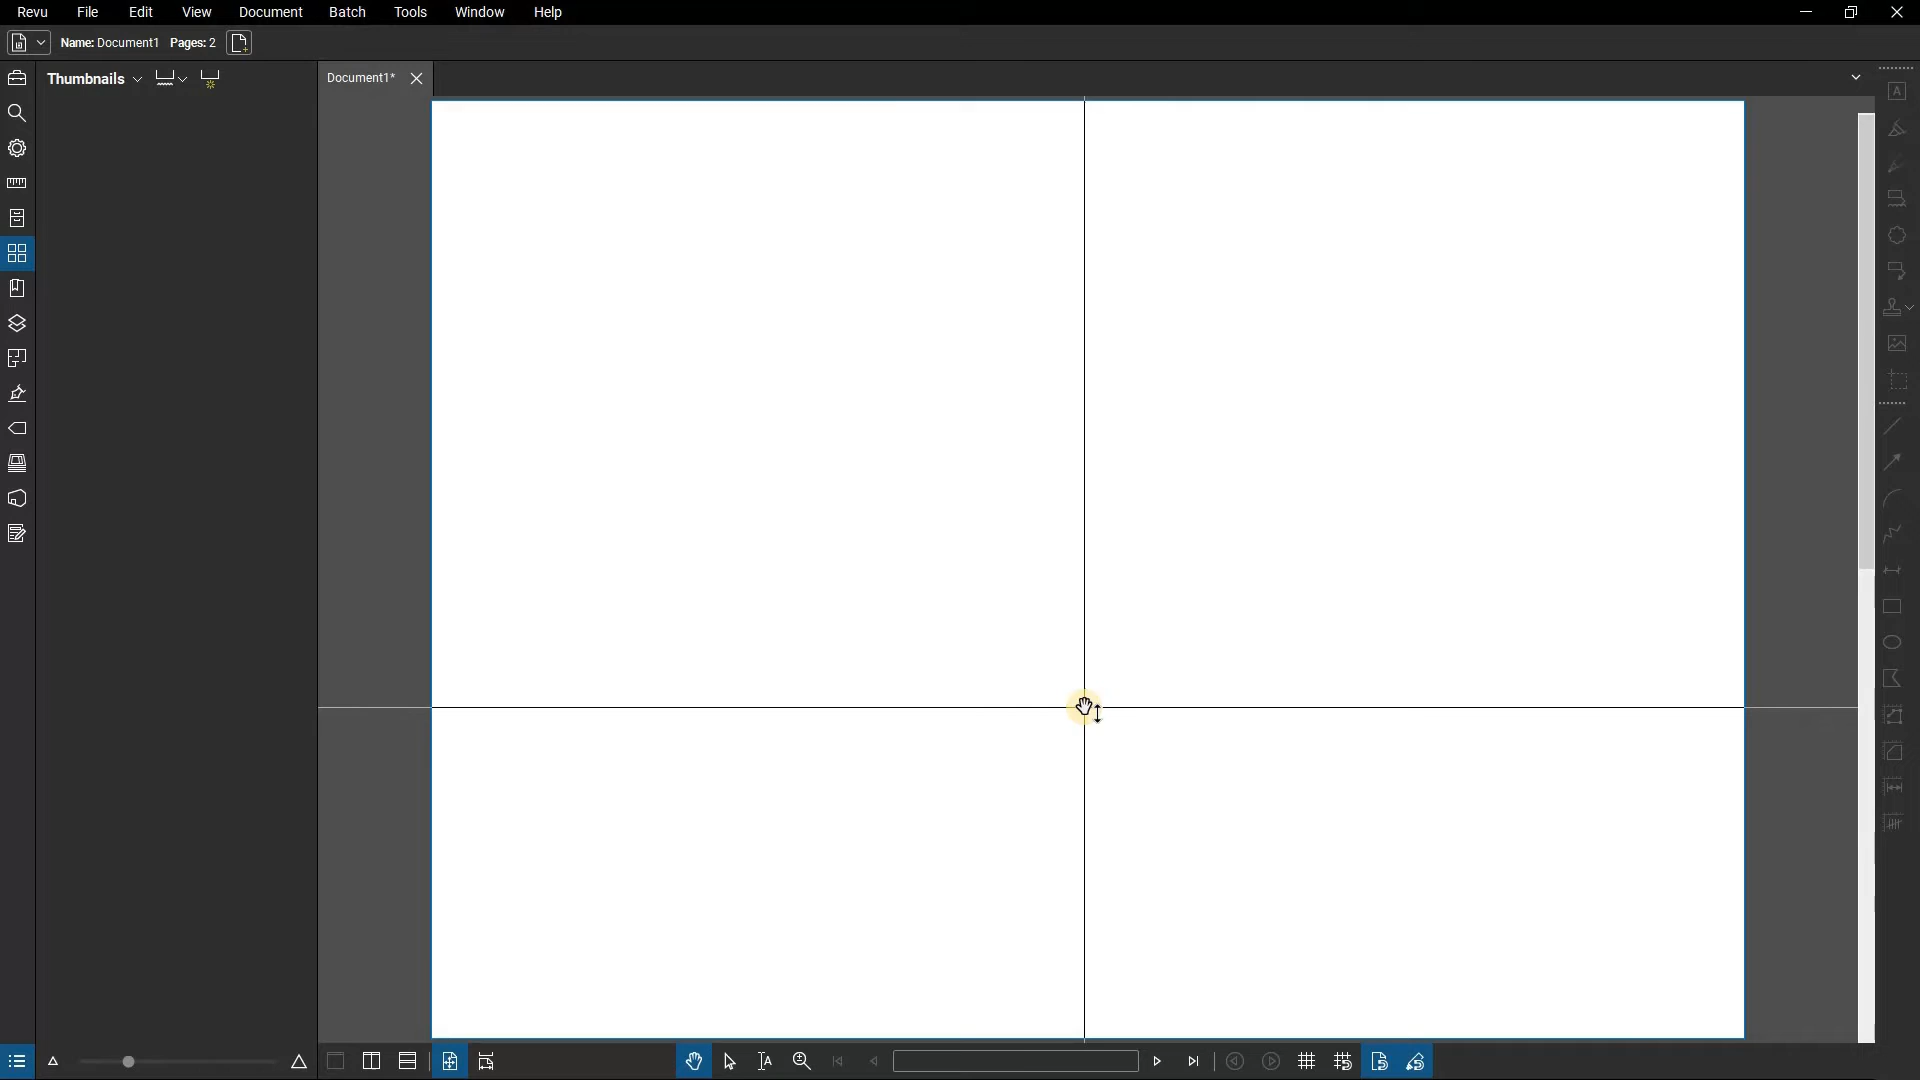 Revu File Edit View Document Batch Tools Window Help
Name: Document1 Pages: 2
Thumbnails
Document1*